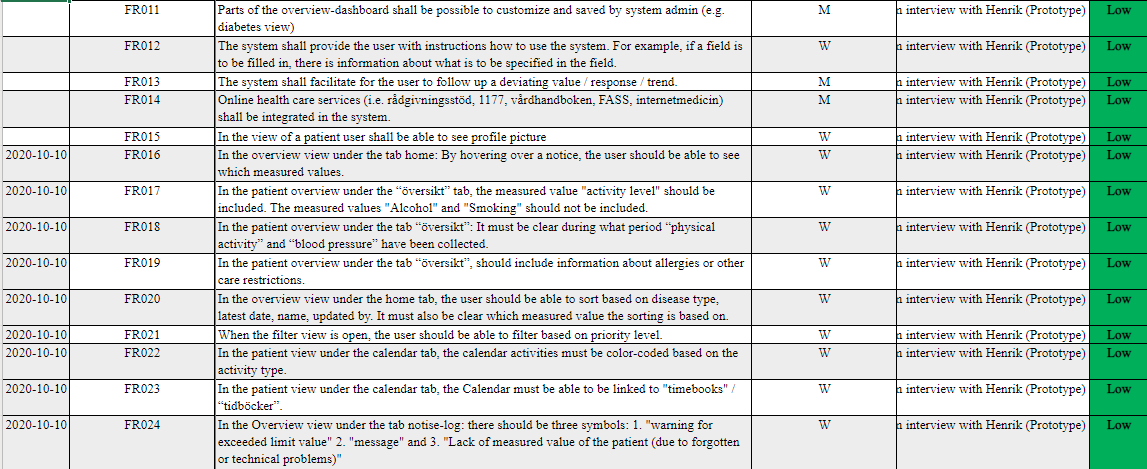 FR011 Parts of the overview-dashboard shall be possible to customize and saved by system admin (e.g. M n interview with Henrik (Prototype) Low
diabetes view)
FR012 The system shall provide the user with instructions how to use the system. For example, if a field is W n interview with Henrik (Prototype) Low
to be filled in, there is information about what is to be specified in the field.
FR013 The system shall facilitate for the user to follow up a deviating value / response / trend. M n interview with Henrik (Prototype) Low
FR014 Online health care services (i.e. rådgivningsstöd, 1177, vårdhandboken, FASS, internetmedicin) M n interview with Henrik (Prototype) Low
shall be integrated in the system.
FR015 In the view of a patient user shall be able to see profile picture W n interview with Henrik (Prototype) Low
2020-10-10 FR016 In the overview view under the tab home: By hovering over a notice, the user should be able to see W n interview with Henrik (Prototype) Low
which measured values.
2020-10-10 FR017 In the patient overview under the “översikt” tab, the measured value "activity level" should be W n interview with Henrik (Prototype) Low
included. The measured values "Alcohol" and "Smoking" should not be included.
2020-10-10 FR018 In the patient overview under the tab “översikt”: It must be clear during what period “physical W n interview with Henrik (Prototype) Low
activity” and “blood pressure” have been collected.
2020-10-10 FR019 In the patient overview under the tab “översikt”, should include information about allergies or other W n interview with Henrik (Prototype) Low
care restrictions.
2020-10-10 FR020 In the overview view under the home tab, the user should be able to sort based on disease type, W n interview with Henrik (Prototype) Low
latest date, name, updated by. It must also be clear which measured value the sorting is based on.
2020-10-10 FR021 When the filter view is open, the user should be able to filter based on priority level. W n interview with Henrik (Prototype) Low
2020-10-10 FR022 In the patient view under the calendar tab, the calendar activities must be color-coded based on the W n interview with Henrik (Prototype) Low
activity type.
2020-10-10 FR023 In the patient view under the calendar tab, the Calendar must be able to be linked to "timebooks" / W n interview with Henrik (Prototype) Low
“tidböcker”.
2020-10-10 FR024 In the Overview view under the tab notise-log: there should be three symbols: 1. "warning for W n interview with Henrik (Prototype) Low
exceeded limit value" 2. "message" and 3. "Lack of measured value of the patient (due to forgotten
or technical problems)"